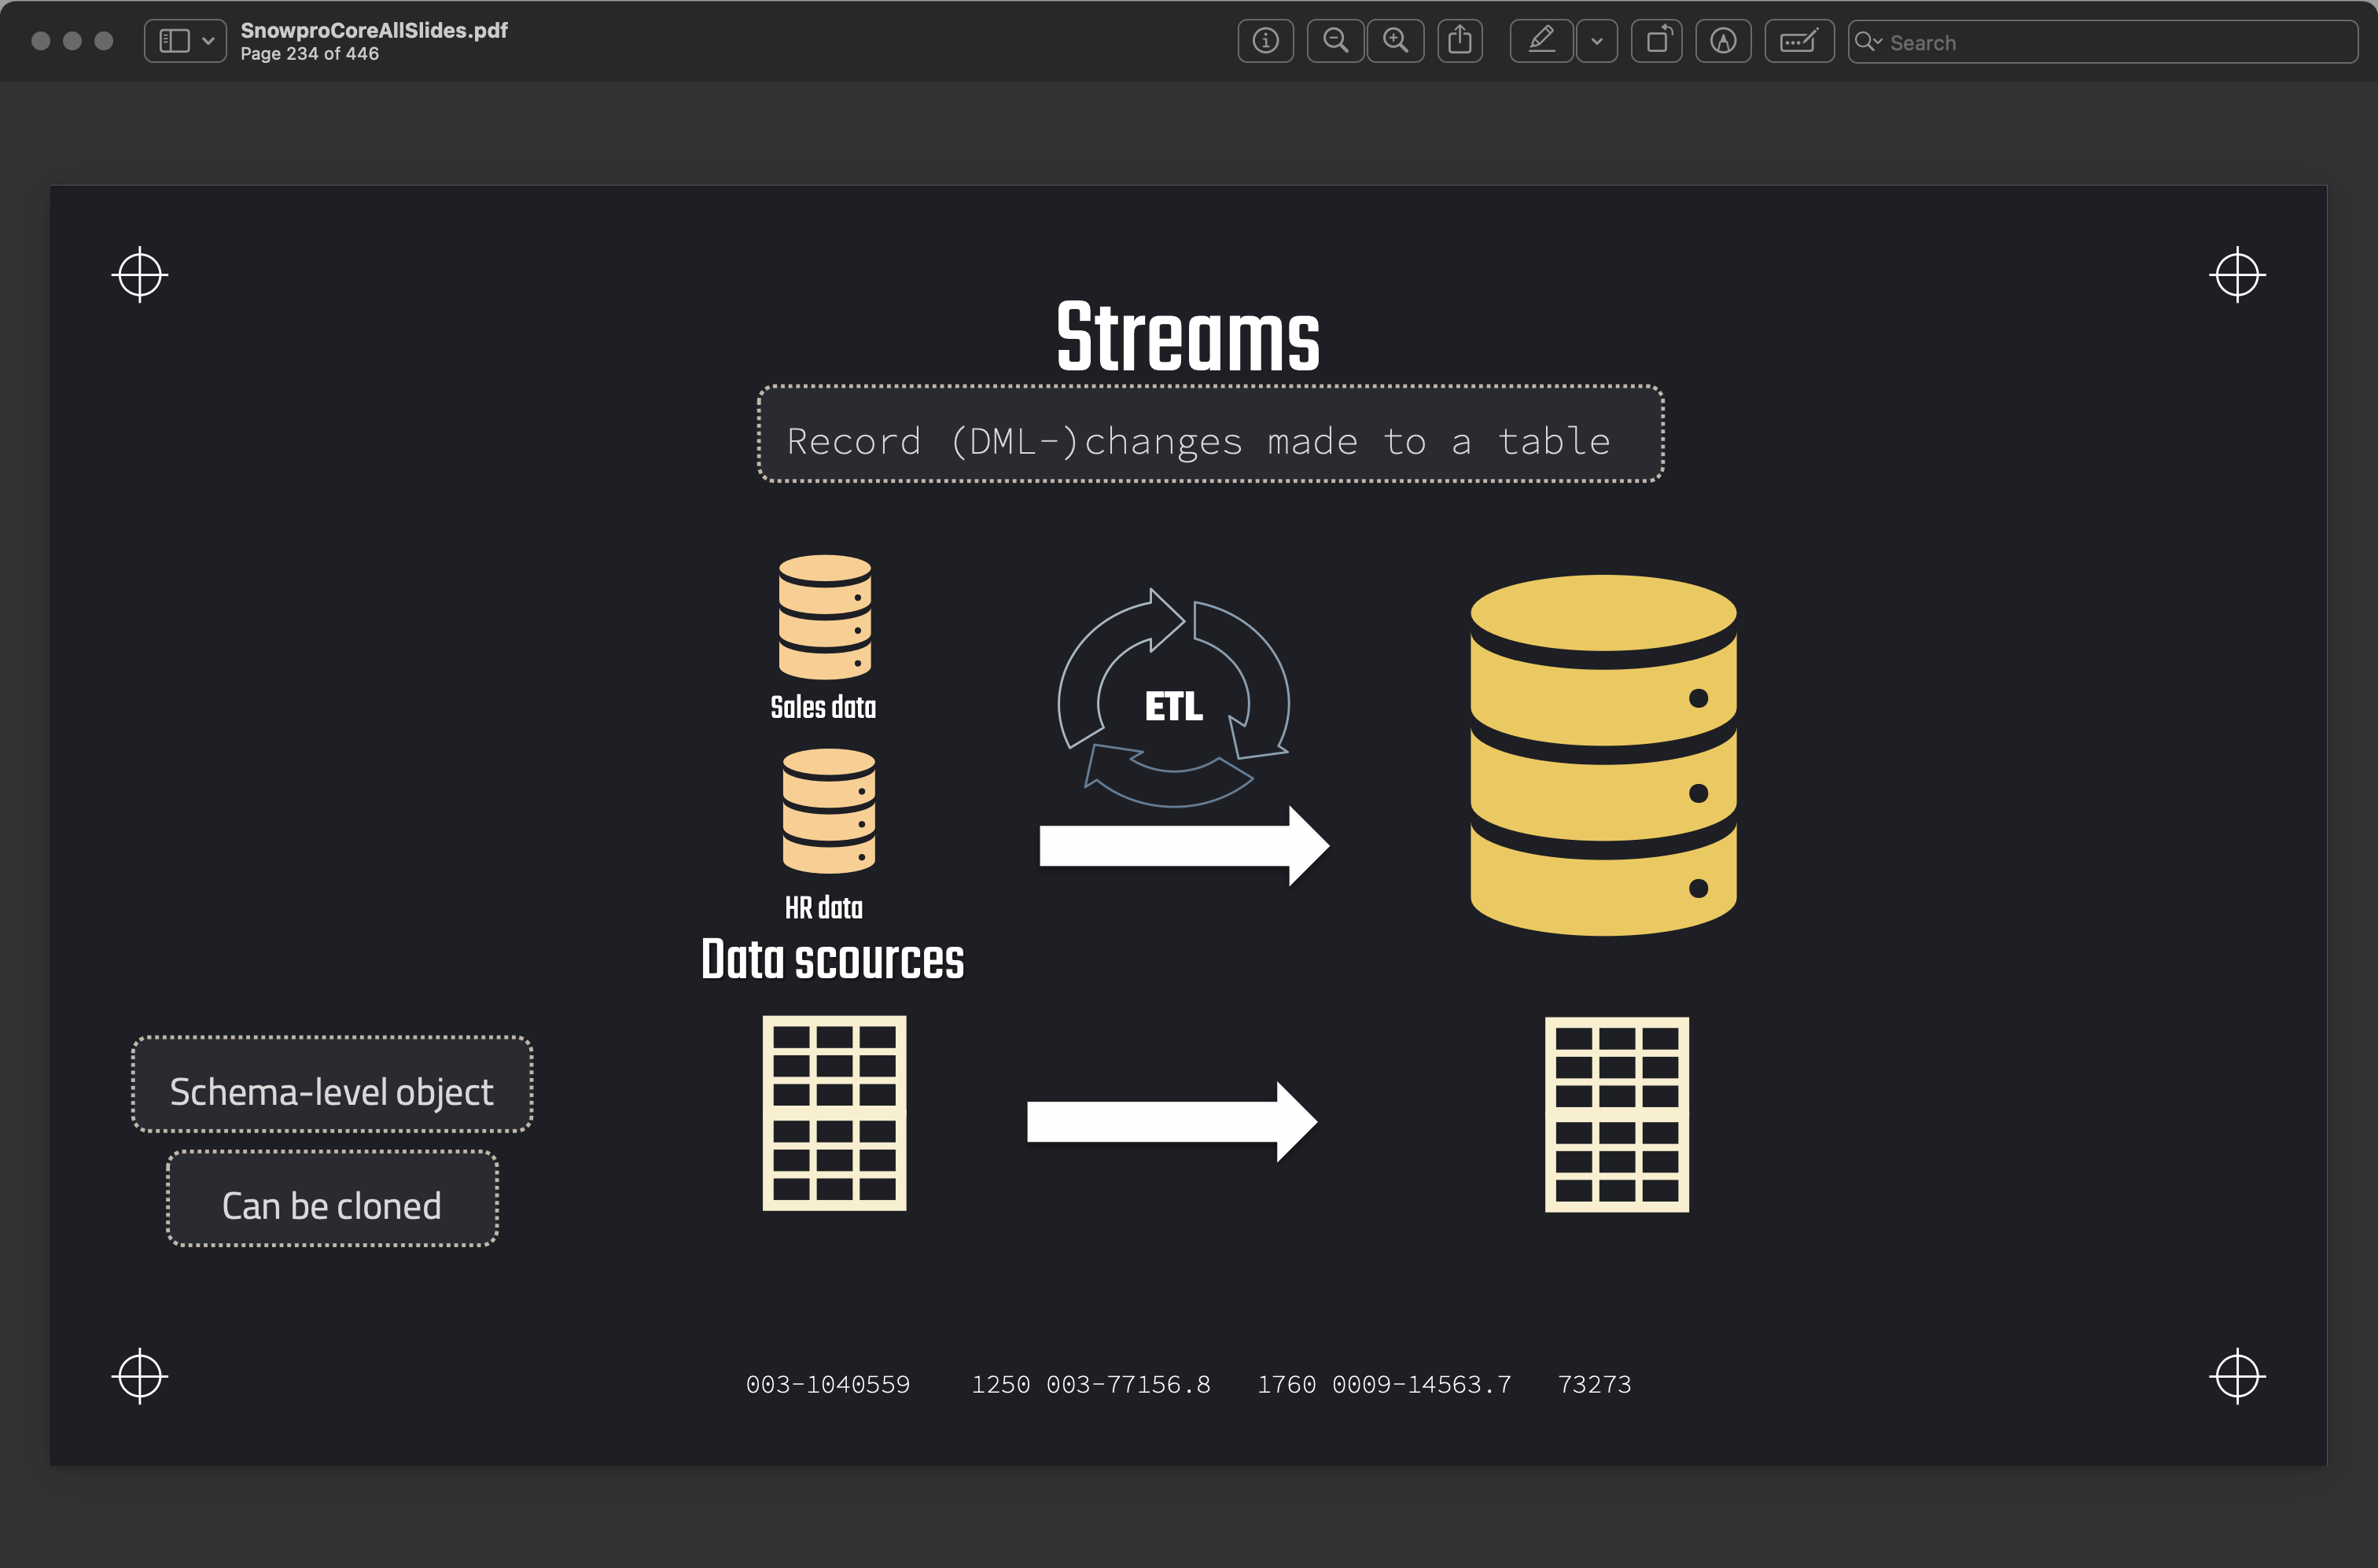 SnowproCoreAllSlides.pdf
Page 234 of 446
Search
Streams
Record (DML-)changes made to a table
Sales data
ETL
HR data
Data scources
Schema-level object
Can be cloned
003-1040559 1250 003-77156.8 1760 0009-14563.7 73273